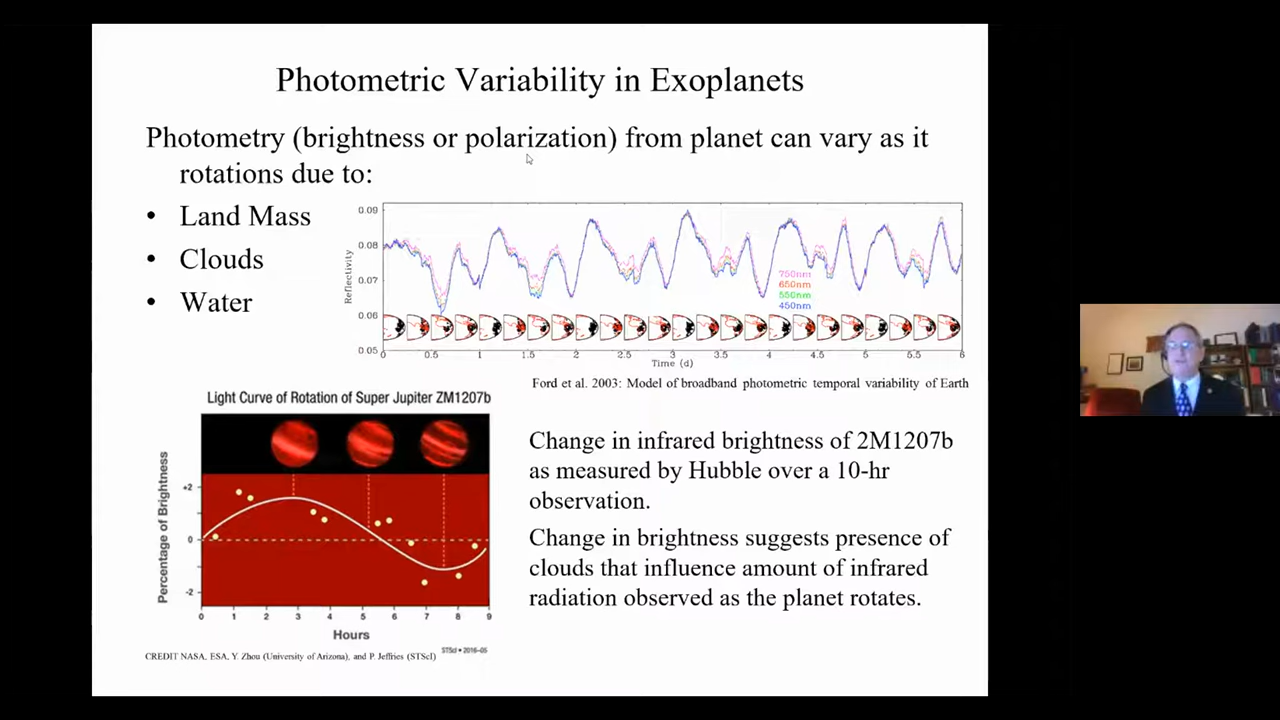 Photometric Variability in Exoplanets
Photometry (brightness or polarization) from planet can vary as it
rotations due to:
• Land Mass
• Clouds
• Water
Reflectivity
0.09
0.08
0.07
0.06
0.05
750nm
650nm
550nm
450nm
0 0.5 1 1.5 2 2.5 3 3.5 4 4.5 5 5.5 6
Time (d)
Ford et al. 2003: Model of broadband photometric temporal variability of Earth
Light Curve of Rotation of Super Jupiter ZM1207b
Percentage of Brightness
+2
0
-2
0 1 2 3 4 5 6 7 8 9
Hours
STScI • 2016-05
CREDIT NASA, ESA, Y. Zhou (University of Arizona), and P. Jeffries (STScI)
Change in infrared brightness of 2M1207b
as measured by Hubble over a 10-hr
observation.
Change in brightness suggests presence of
clouds that influence amount of infrared
radiation observed as the planet rotates.